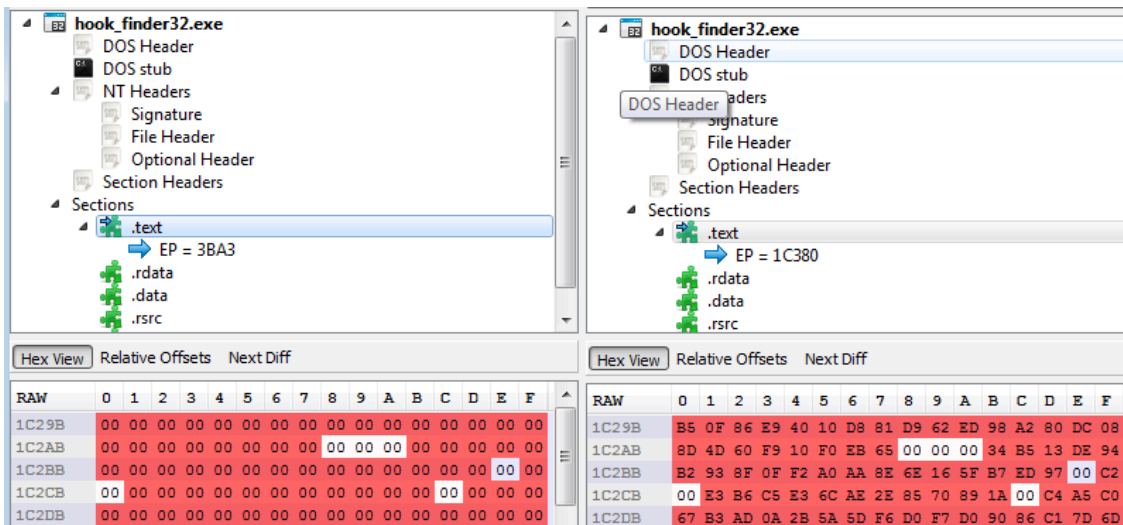 hook_finder32.exe
DOS Header
DOS stub
NT Headers
Signature
File Header
Optional Header
Section Headers
Sections
.text
EP = 3BA3
.rdata
.data
.rsrc
Hex View Relative Offsets Next Diff
RAW 0 1 2 3 4 5 6 7 8 9 A B C D E F
1C29B 00 00 00 00 00 00 00 00 00 00 00 00 00 00 00 00
1C2AB 00 00 00 00 00 00 00 00 00 00 00 00 00 00 00 00
1C2BB 00 00 00 00 00 00 00 00 00 00 00 00 00 00 00 00
1C2CB 00 00 00 00 00 00 00 00 00 00 00 00 00 00 00 00
1C2DB 00 00 00 00 00 00 00 00 00 00 00 00 00 00 00 00
hook_finder32.exe
DOS Header
DOS stub
DOS Header
aders
Signature
File Header
Optional Header
Section Headers
Sections
.text
EP = 1C380
.rdata
.data
.rsrc
Hex View Relative Offsets Next Diff
RAW 0 1 2 3 4 5 6 7 8 9 A B C D E F
1C29B B5 0F 86 E9 40 10 D8 81 D9 62 ED 98 A2 80 DC 08
1C2AB 8D 4D 60 F9 10 F0 EB 65 00 00 00 34 B5 13 DE 94
1C2BB B2 93 8F 0F F2 A0 AA 8E 6E 16 5F B7 ED 97 00 C2
1C2CB 00 E3 B6 C5 E3 6C AE 2E 85 70 89 1A 00 C4 A5 C0
1C2DB 67 B3 AD 0A 2B 5A 5D F6 D0 F7 D0 90 86 C1 7D 6D